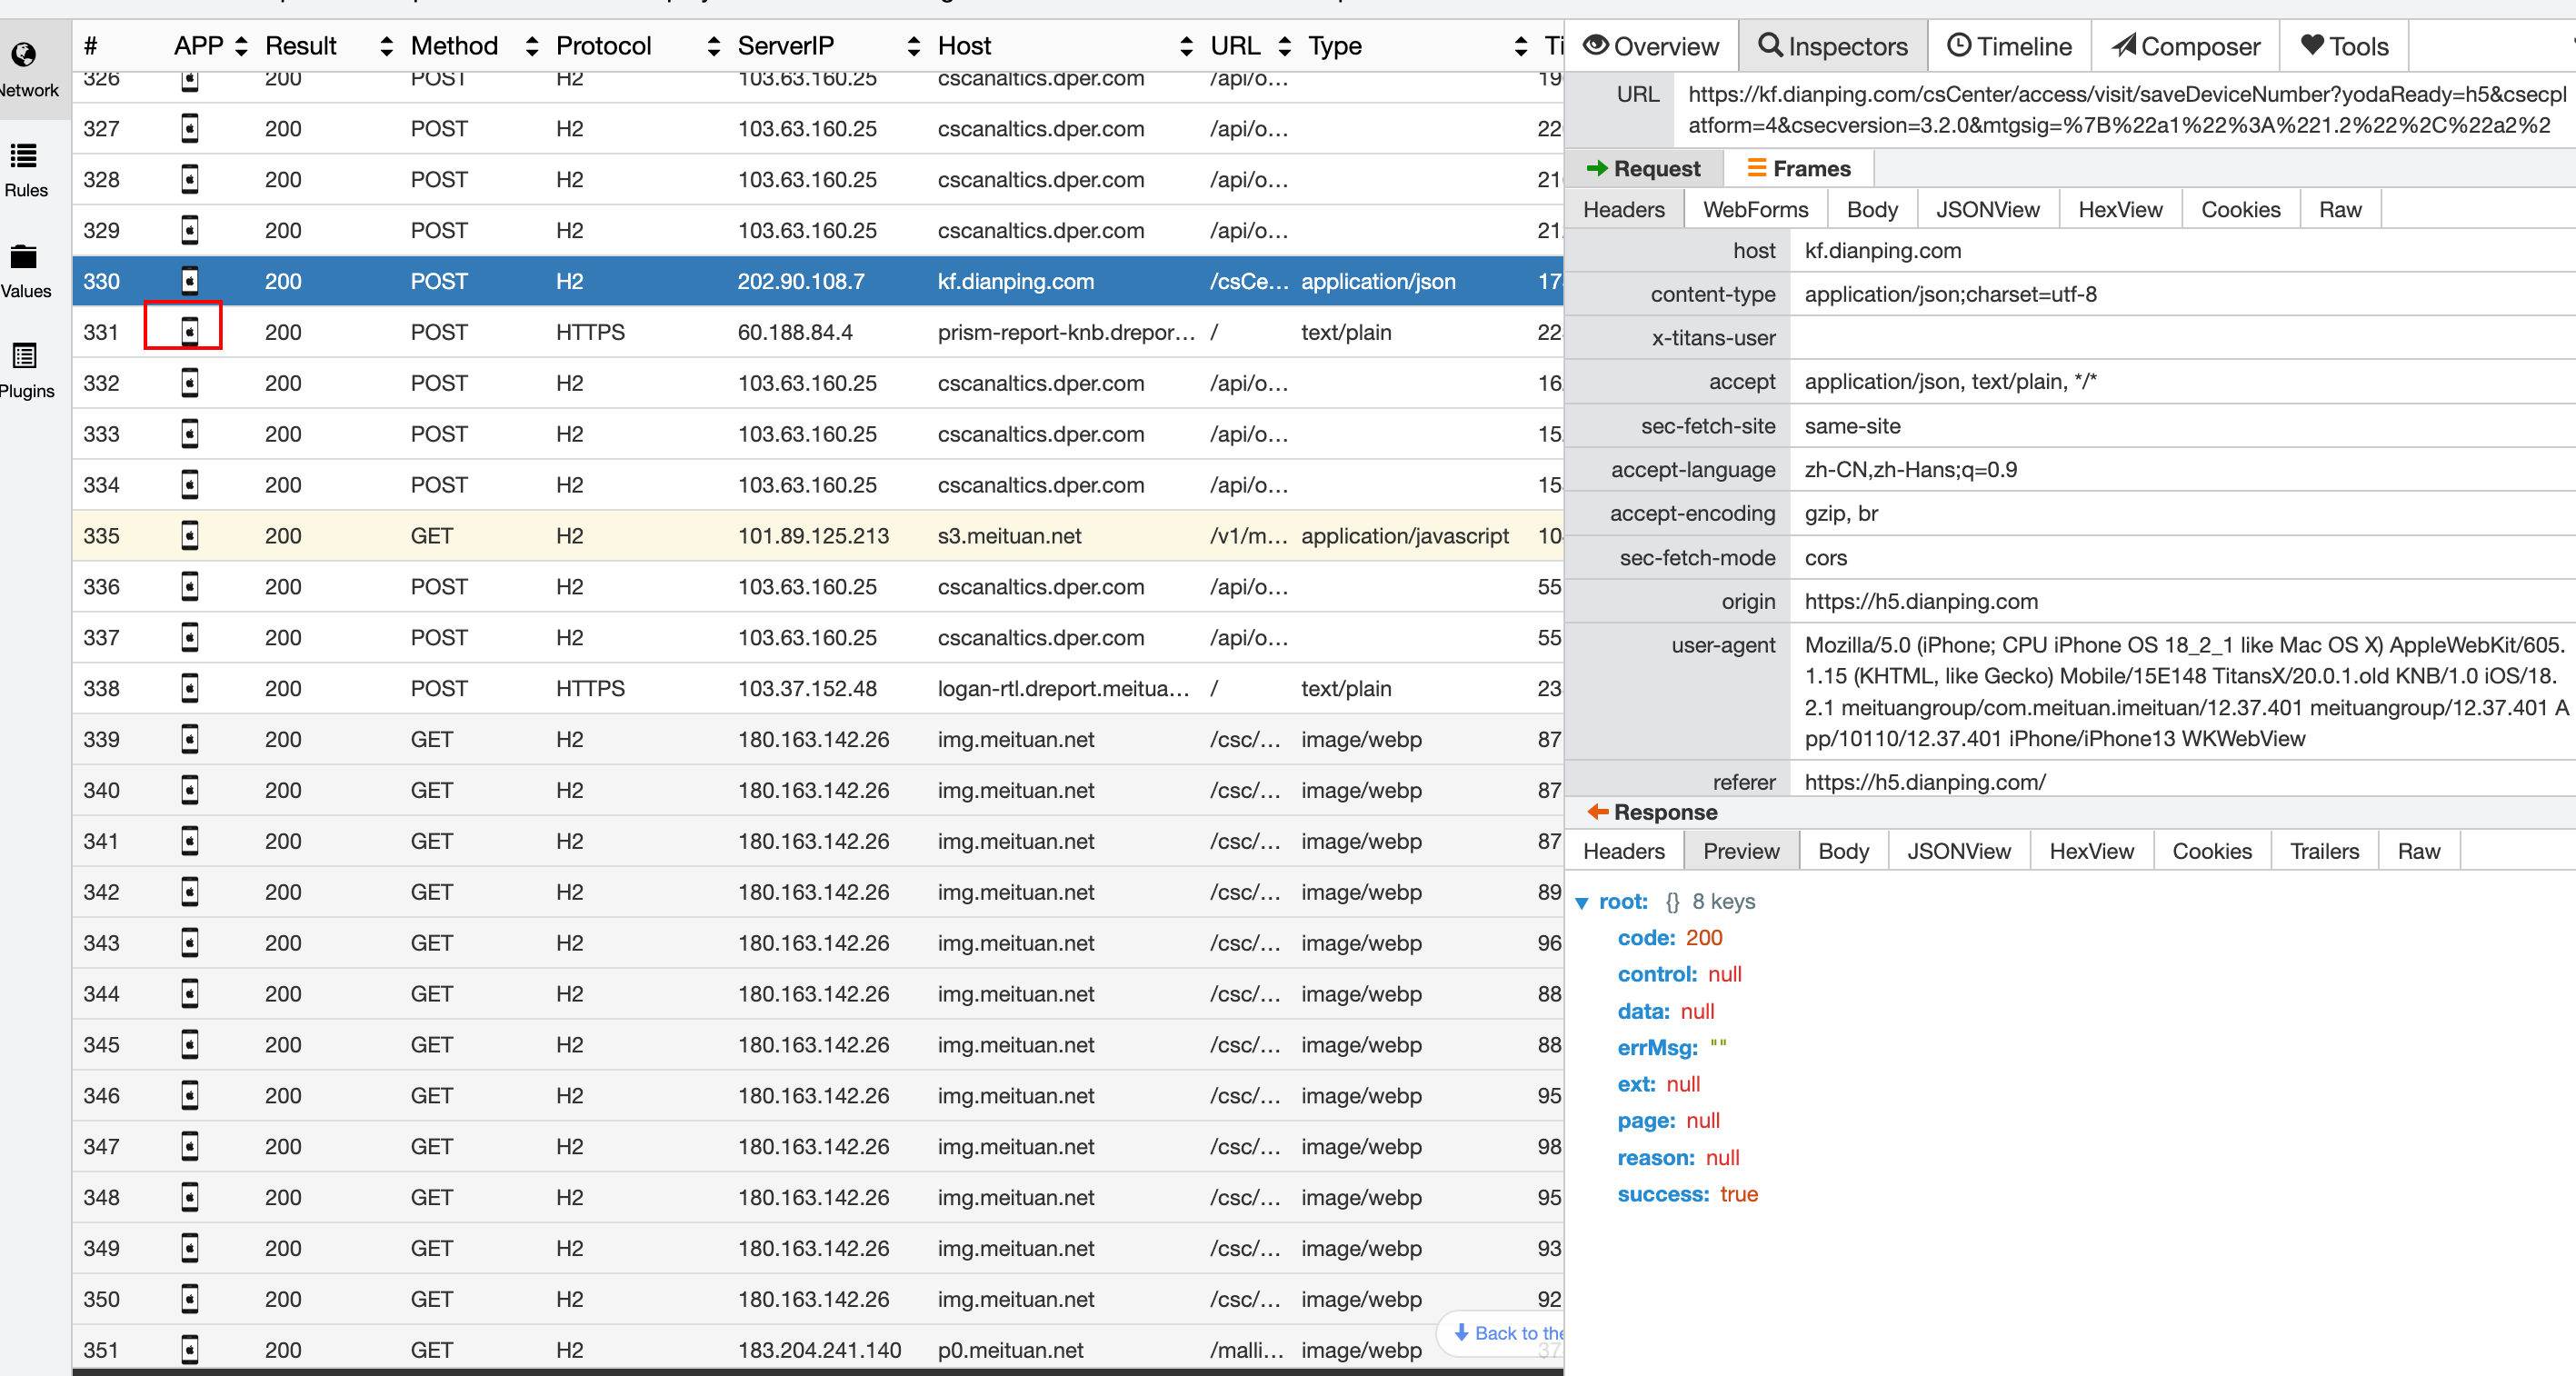 Network
Rules
Values
Plugins
# APP Result Method Protocol ServerIP Host URL Type Ti
326 200 POST H2 103.63.160.25 cscanaltics.dper.com /api/o... 19
327 200 POST H2 103.63.160.25 cscanaltics.dper.com /api/o... 22
328 200 POST H2 103.63.160.25 cscanaltics.dper.com /api/o... 21
329 200 POST H2 103.63.160.25 cscanaltics.dper.com /api/o... 21
330 200 POST H2 202.90.108.7 kf.dianping.com /csCe... application/json 17
331 200 POST HTTPS 60.188.84.4 prism-report-knb.drepor... / text/plain 22
332 200 POST H2 103.63.160.25 cscanaltics.dper.com /api/o... 16
333 200 POST H2 103.63.160.25 cscanaltics.dper.com /api/o... 15
334 200 POST H2 103.63.160.25 cscanaltics.dper.com /api/o... 15
335 200 GET H2 101.89.125.213 s3.meituan.net /v1/m... application/javascript 10
336 200 POST H2 103.63.160.25 cscanaltics.dper.com /api/o... 55
337 200 POST H2 103.63.160.25 cscanaltics.dper.com /api/o... 55
338 200 POST HTTPS 103.37.152.48 logan-rtl.dreport.meitua... / text/plain 23
339 200 GET H2 180.163.142.26 img.meituan.net /csc/... image/webp 87
340 200 GET H2 180.163.142.26 img.meituan.net /csc/... image/webp 87
341 200 GET H2 180.163.142.26 img.meituan.net /csc/... image/webp 87
342 200 GET H2 180.163.142.26 img.meituan.net /csc/... image/webp 89
343 200 GET H2 180.163.142.26 img.meituan.net /csc/... image/webp 96
344 200 GET H2 180.163.142.26 img.meituan.net /csc/... image/webp 88
345 200 GET H2 180.163.142.26 img.meituan.net /csc/... image/webp 88
346 200 GET H2 180.163.142.26 img.meituan.net /csc/... image/webp 95
347 200 GET H2 180.163.142.26 img.meituan.net /csc/... image/webp 98
348 200 GET H2 180.163.142.26 img.meituan.net /csc/... image/webp 95
349 200 GET H2 180.163.142.26 img.meituan.net /csc/... image/webp 93
350 200 GET H2 180.163.142.26 img.meituan.net /csc/... image/webp 92
Back to the
351 200 GET H2 183.204.241.140 p0.meituan.net /malli... image/webp 37
Overview Inspectors Timeline Composer Tools
URL https://kf.dianping.com/csCenter/access/visit/saveDeviceNumber?yodaReady=h5&csecpl
atform=4&csecversion=3.2.0&mtgsig=%7B%22a1%22%3A%221.2%22%2C%22a2%2
Request Frames
Headers WebForms Body JSONView HexView Cookies Raw
host kf.dianping.com
content-type application/json;charset=utf-8
x-titans-user
accept application/json, text/plain, */*
sec-fetch-site same-site
accept-language zh-CN,zh-Hans;q=0.9
accept-encoding gzip, br
sec-fetch-mode cors
origin https://h5.dianping.com
user-agent Mozilla/5.0 (iPhone; CPU iPhone OS 18_2_1 like Mac OS X) AppleWebKit/605.
1.15 (KHTML, like Gecko) Mobile/15E148 TitansX/20.0.1.old KNB/1.0 iOS/18.
2.1 meituangroup/com.meituan.imeituan/12.37.401 meituangroup/12.37.401 A
pp/10110/12.37.401 iPhone/iPhone13 WKWebView
referer https://h5.dianping.com/
Response
Headers Preview Body JSONView HexView Cookies Trailers Raw
root: {} 8 keys
code: 200
control: null
data: null
errMsg: ""
ext: null
page: null
reason: null
success: true